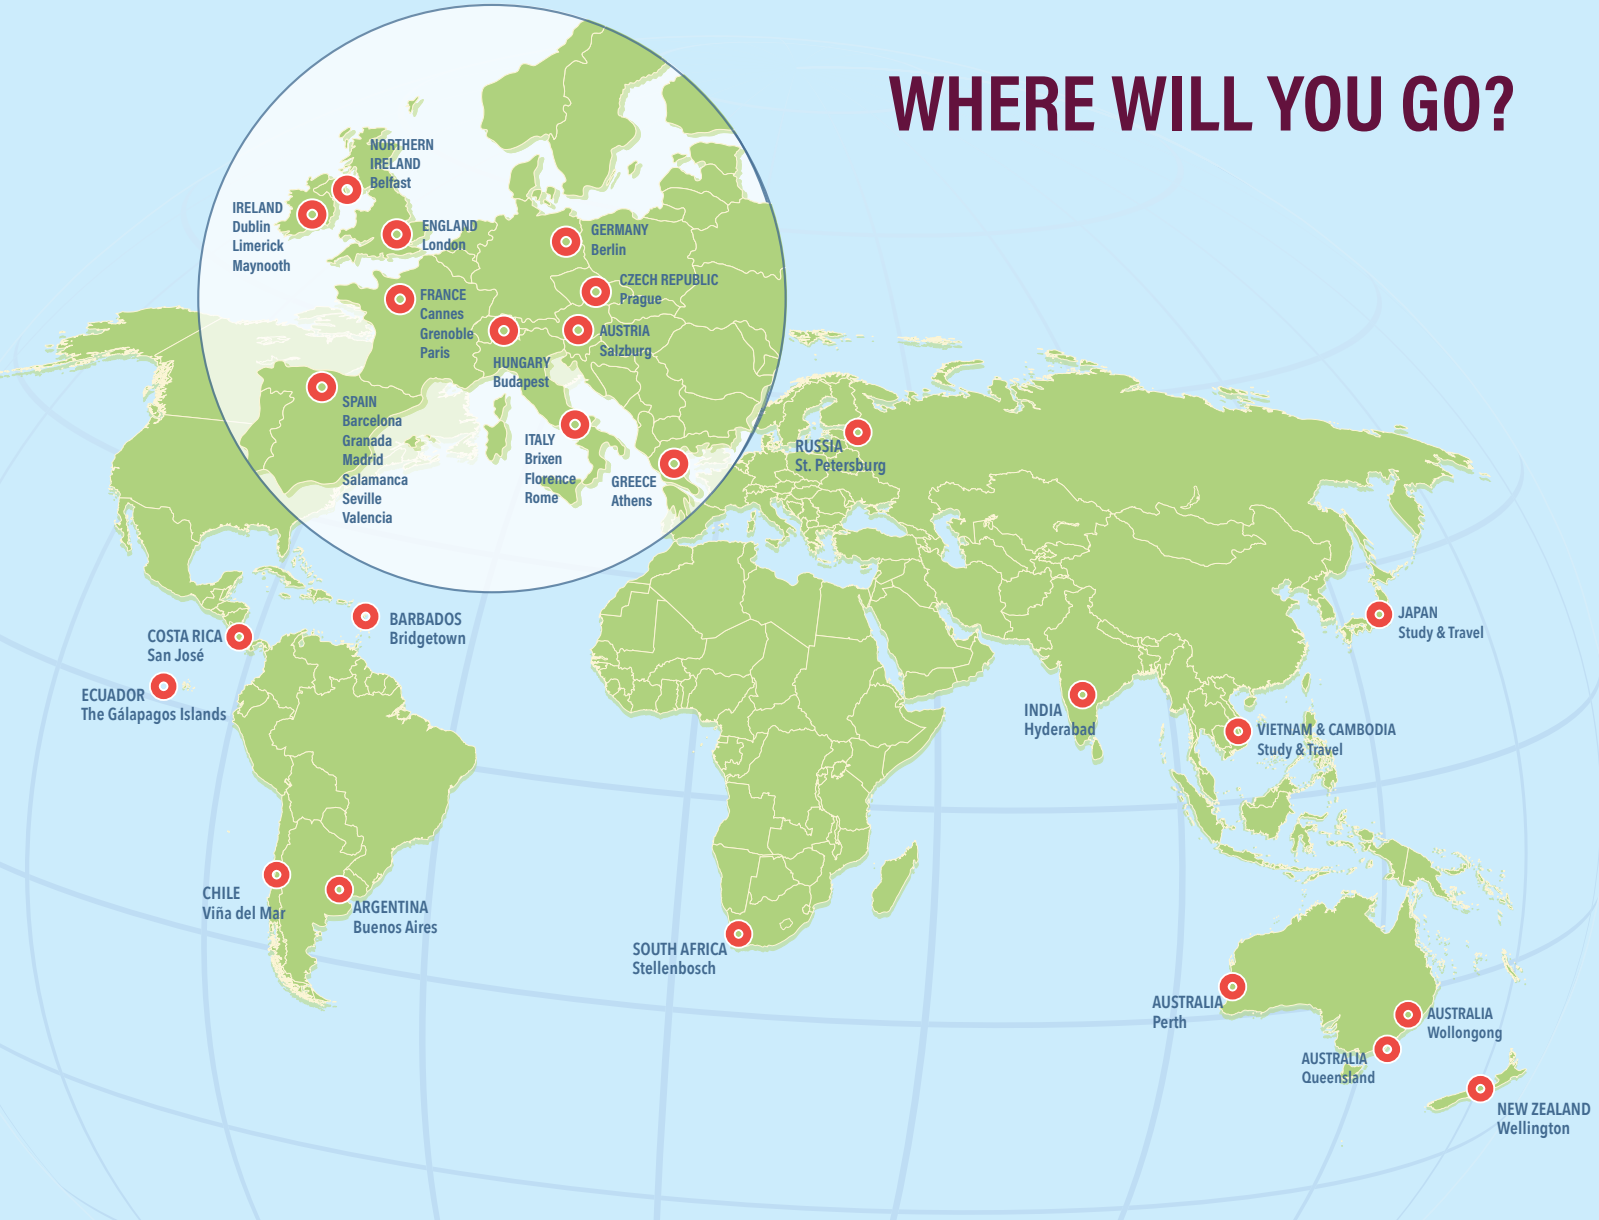 WHERE WILL YOU GO?
NORTHERN
IRELAND
Belfast
IRELAND
Dublin
Limerick
Maynooth
ENGLAND
London
GERMANY
Berlin
CZECH REPUBLIC
Prague
FRANCE
Cannes
Grenoble
Paris
AUSTRIA
Salzburg
HUNGARY
Budapest
SPAIN
Barcelona
Granada
Madrid
Salamanca
Seville
Valencia
ITALY
Brixen
Florence
Rome
GREECE
Athens
RUSSIA
St. Petersburg
BARBADOS
Bridgetown
COSTA RICA
San José
ECUADOR
The Gálapagos Islands
JAPAN
Study & Travel
INDIA
Hyderabad
VIETNAM & CAMBODIA
Study & Travel
CHILE
Viña del Mar
ARGENTINA
Buenos Aires
SOUTH AFRICA
Stellenbosch
AUSTRALIA
Perth
AUSTRALIA
Wollongong
AUSTRALIA
Queensland
NEW ZEALAND
Wellington